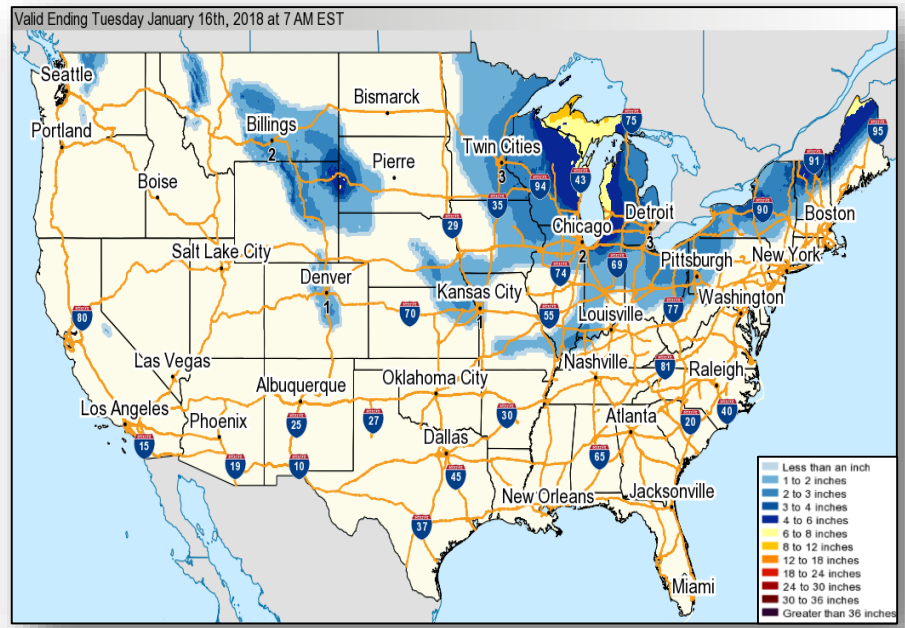 Valid Ending Tuesday January 16th, 2018 at 7 AM EST
Seattle
Portland
Boise
Billings
2
Bismarck
Pierre
Twin Cities
3
75
95
91
94
43
35
29
90
Boston
Chicago
2
Detroit
3
Salt Lake City
Denver
1
Kansas City
1
74
69
Pittsburgh
New York
Washington
80
70
55
Louisville
77
Las Vegas
Albuquerque
Oklahoma City
Nashville
81
Raleigh
Los Angeles
Phoenix
25
27
30
Atlanta
20
40
15
19
10
Dallas
45
65
New Orleans
Jacksonville
37
Miami
Less than an inch
1 to 2 inches
2 to 3 inches
3 to 4 inches
4 to 6 inches
6 to 8 inches
8 to 12 inches
12 to 18 inches
18 to 24 inches
24 to 30 inches
30 to 36 inches
Greater than 36 inches